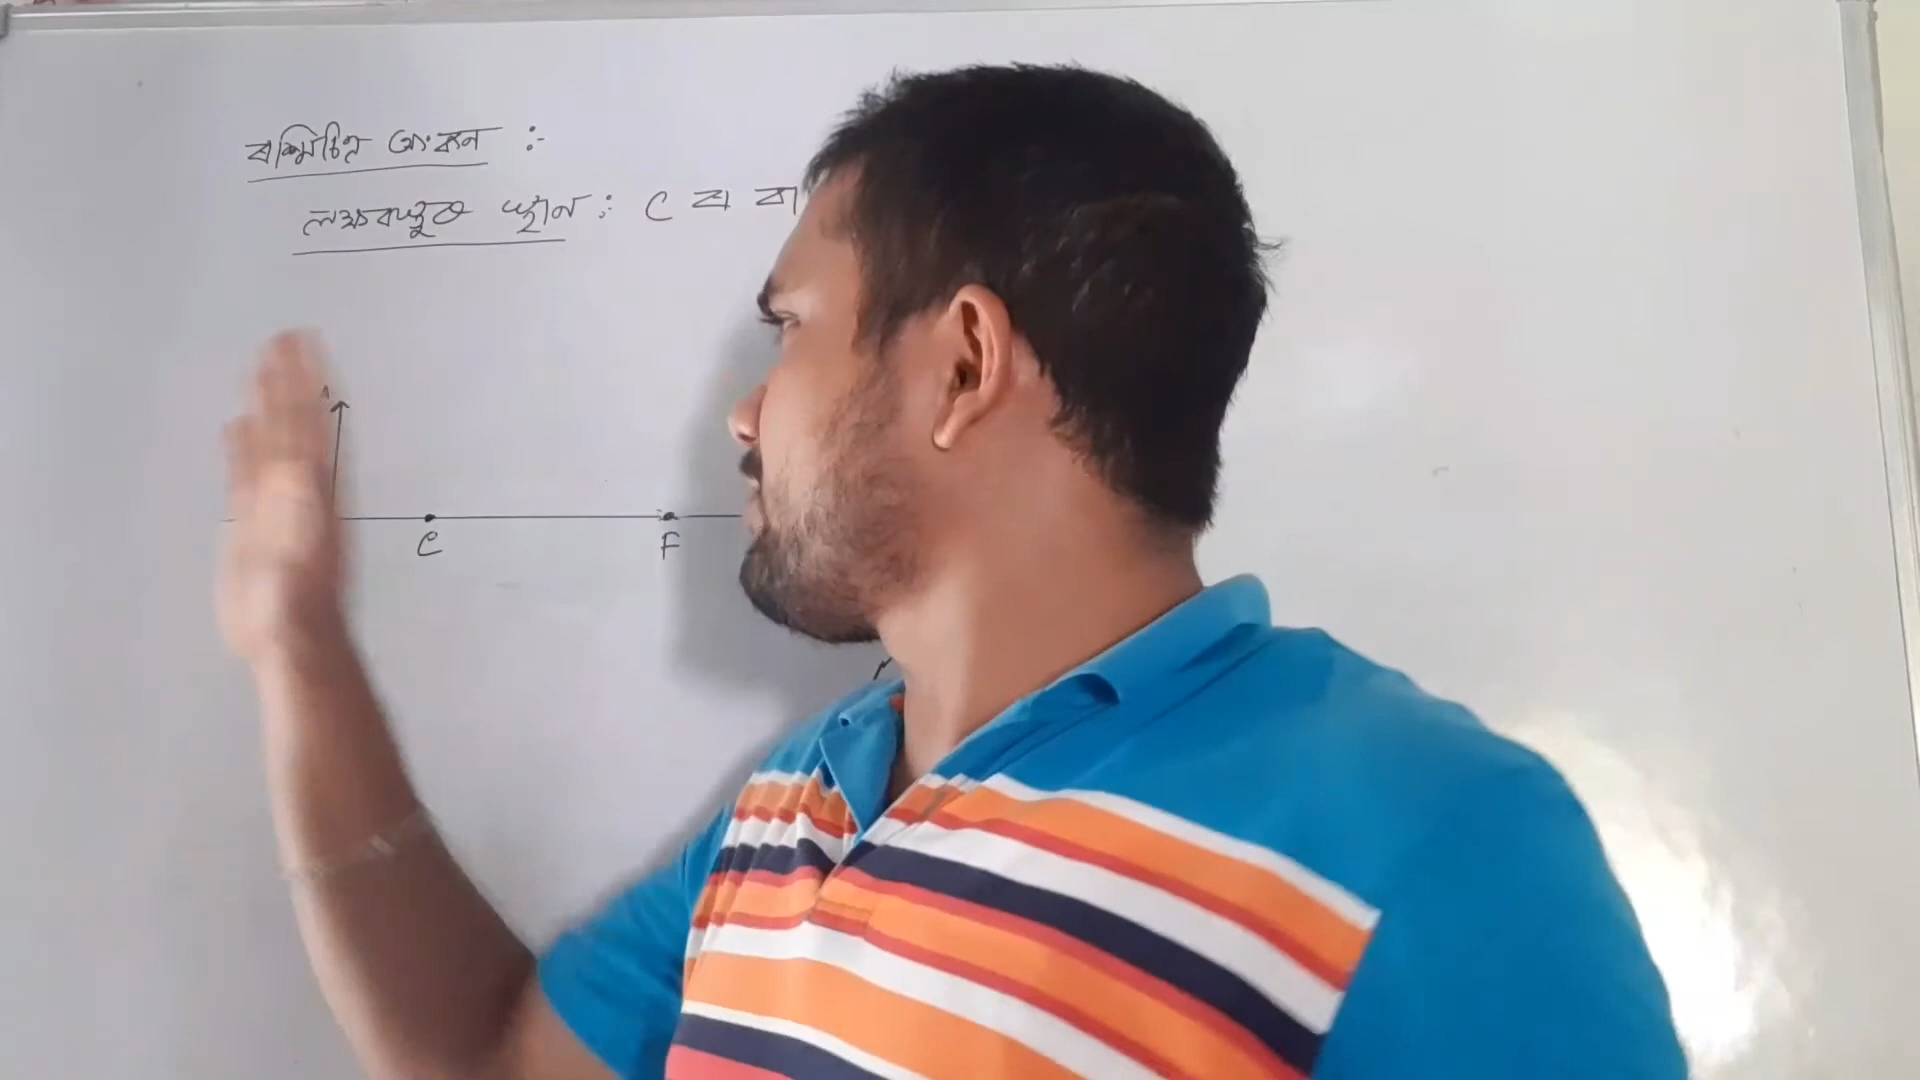 ৰশ্মিচিত্ৰ অংকন :-
লক্ষ্যবস্তুৰ স্থান : C ৰ বা
A
C F